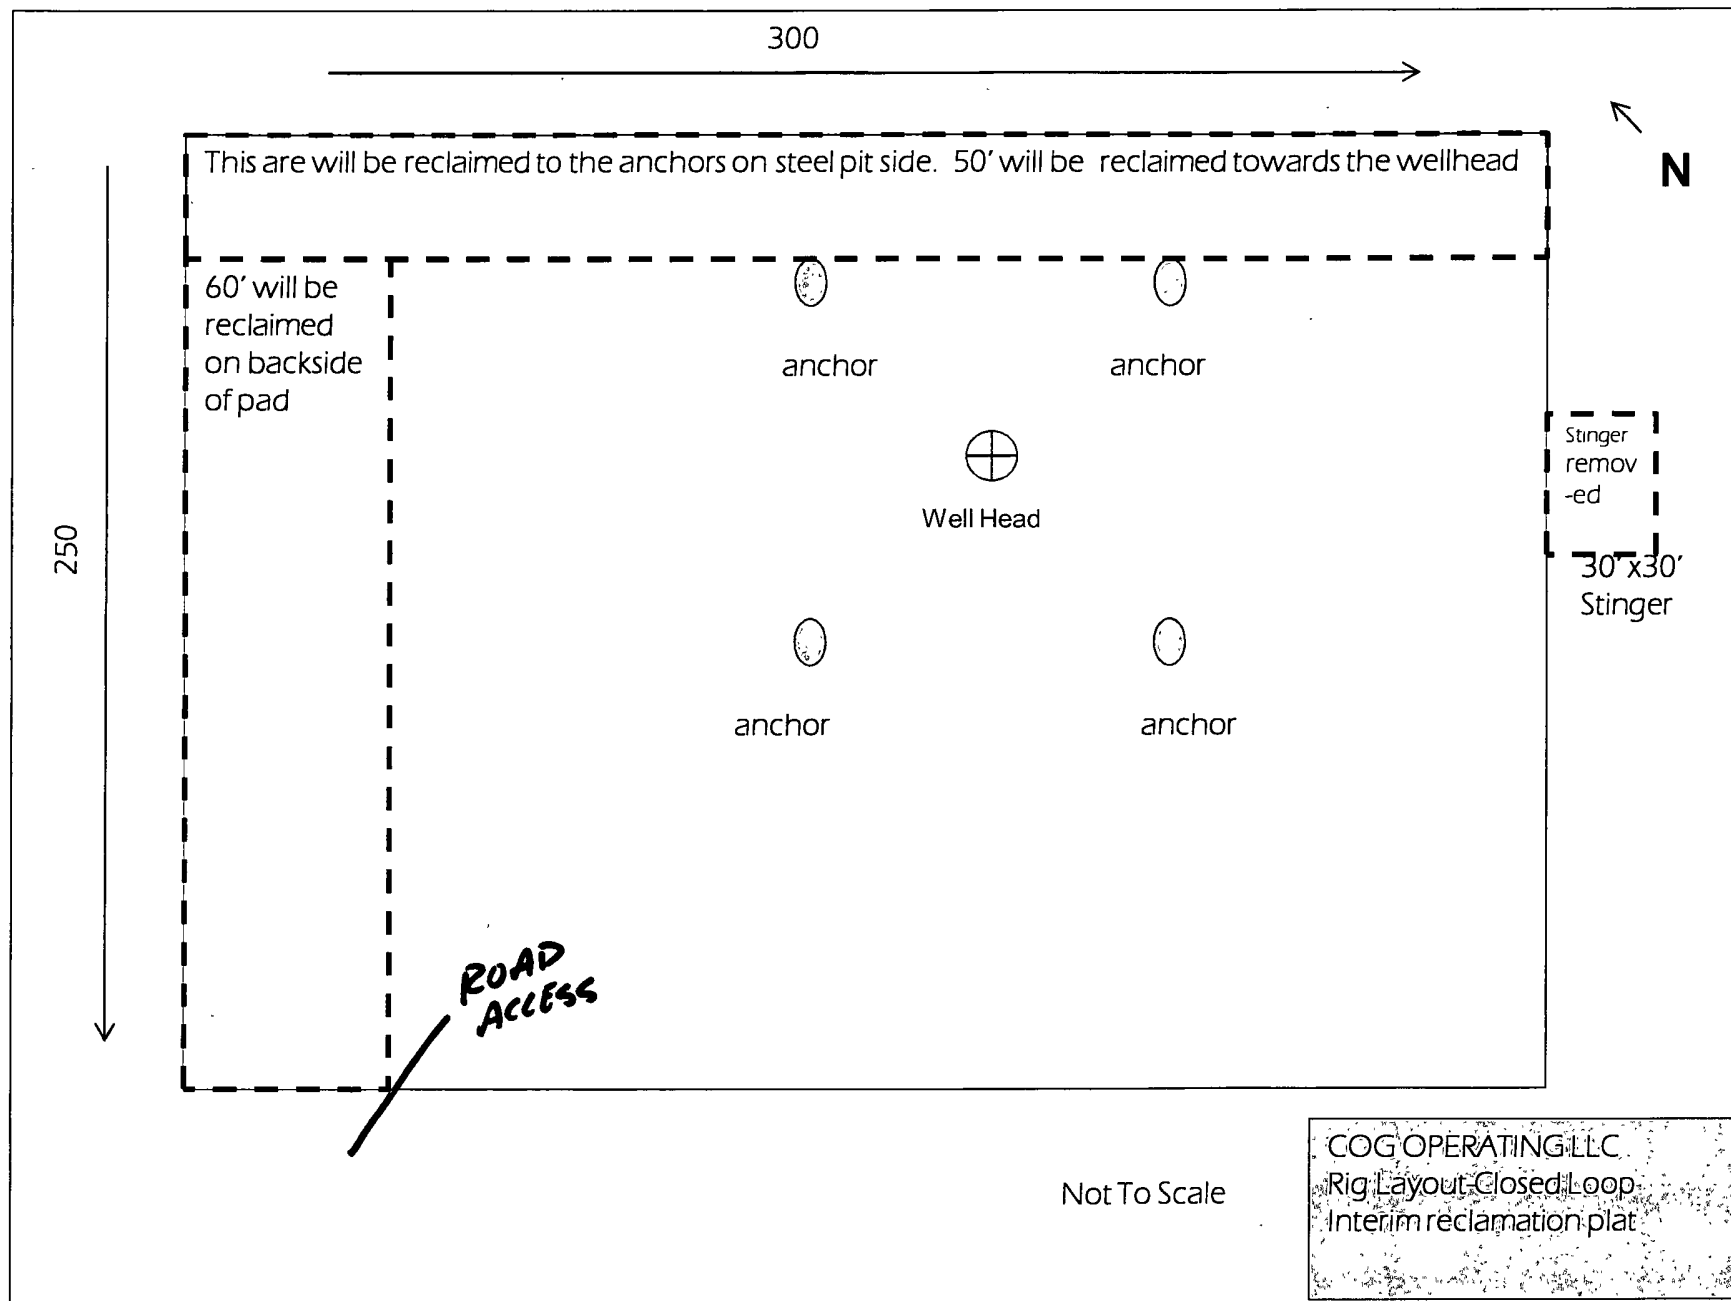 300
N
This are will be reclaimed to the anchors on steel pit side. 50' will be reclaimed towards the wellhead
60' will be
reclaimed
on backside
of pad
anchor
anchor
Stinger
remov
-ed
Well Head
250
30'x30'
Stinger
anchor
anchor
ROAD
ACCESS
Not To Scale
COG OPERATING LLC
Rig Layout-Closed Loop
Interim reclamation plat